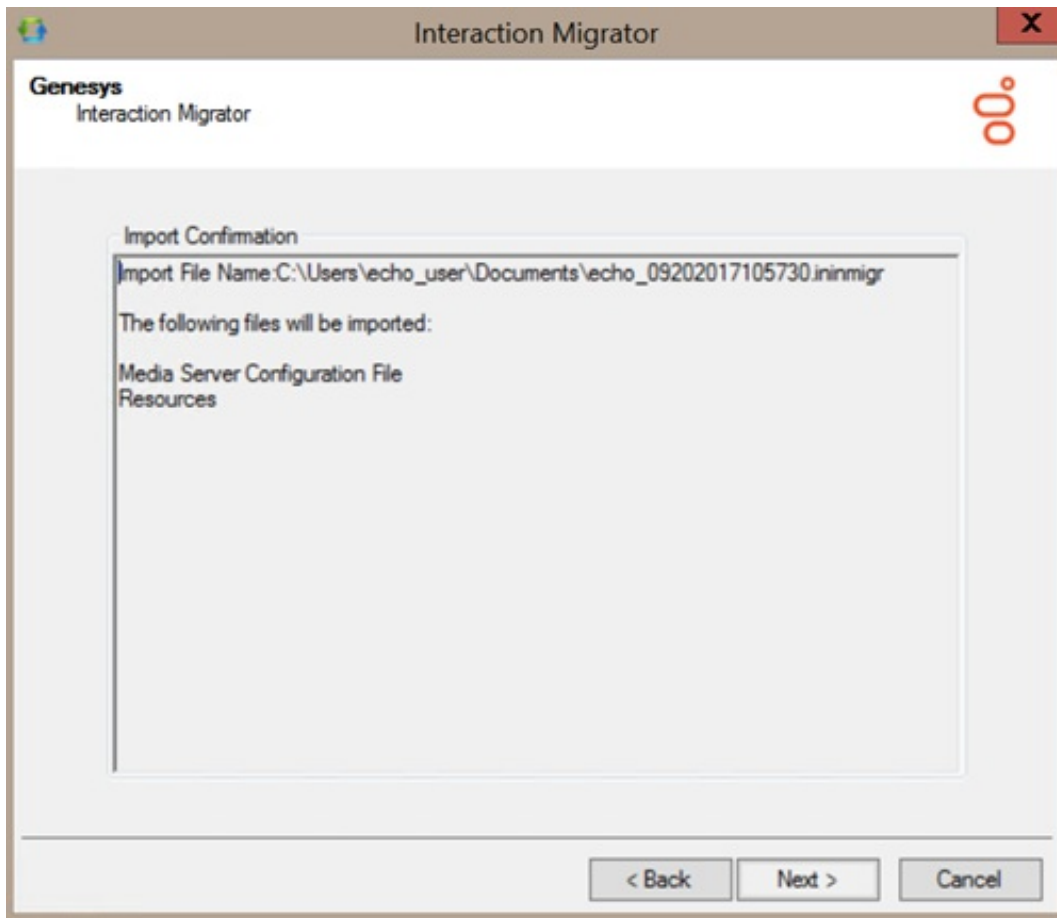 Interaction Migrator
X
Genesys
Interaction Migrator
Import Confirmation
Import File Name:C:\Users\echo_user\Documents\echo_09202017105730.ininmigr
The following files will be imported:
Media Server Configuration File
Resources
< Back
Next >
Cancel